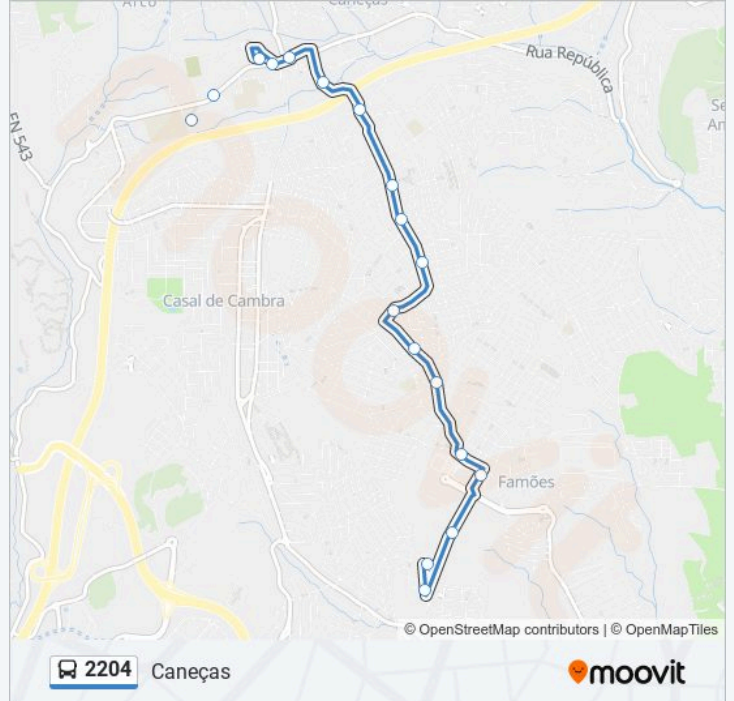 Caneças
Rua República
EN 543
Casal de Cambra
Famões
© OpenStreetMap contributors | © OpenMapTiles
2204 Caneças
moovit